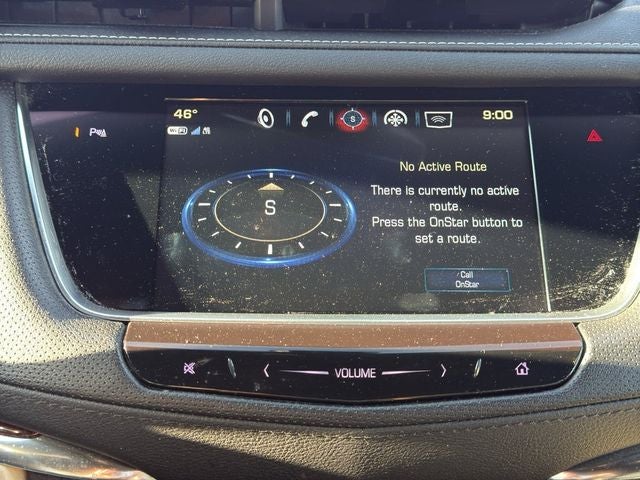 46° 9:00
WiFi
P
S
No Active Route
There is currently no active
route.
Press the OnStar button to
set a route.
S
Call
OnStar
VOLUME